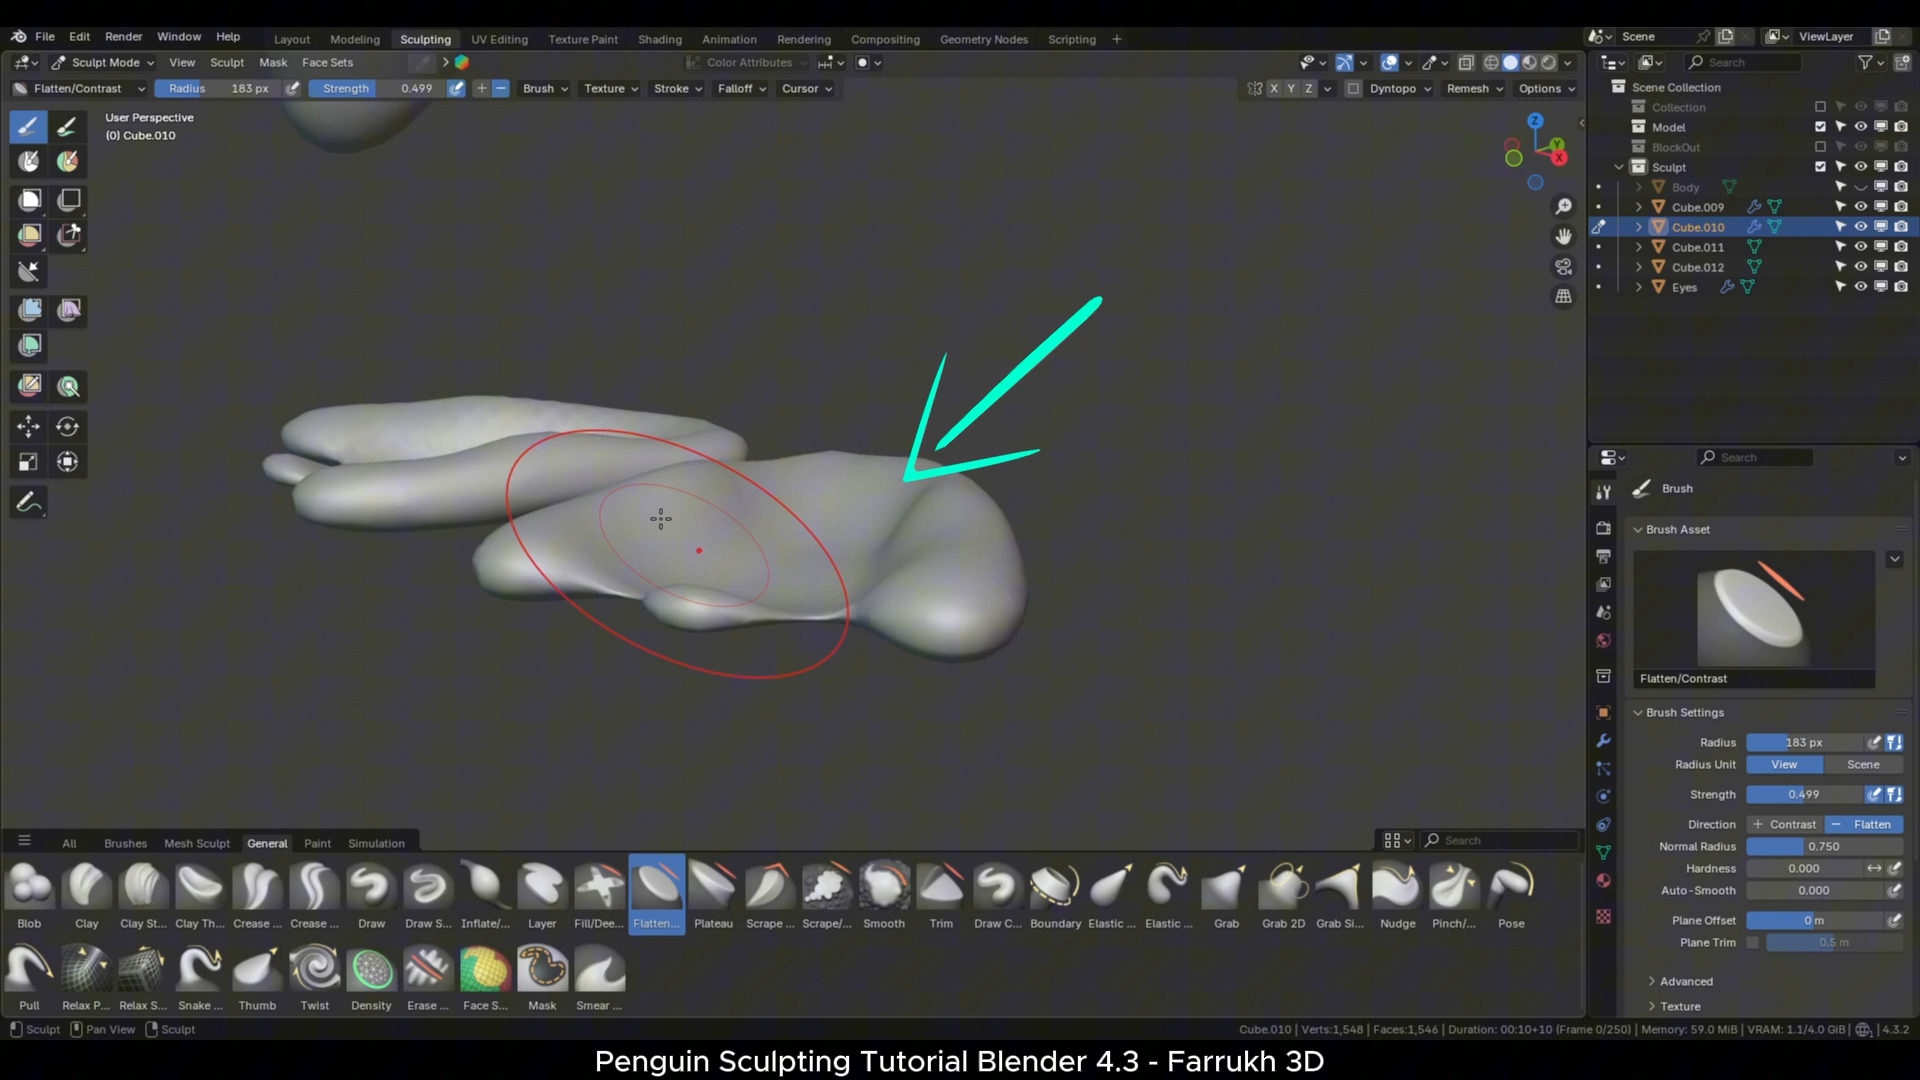 File Edit Render Window Help Layout Modeling Sculpting UV Editing Texture Paint Shading Animation Rendering Compositing Geometry Nodes Scripting + Scene ViewLayer
Sculpt Mode View Sculpt Mask Face Sets Color Attributes Search
Flatten/Contrast Radius 183 px Strength 0.499 Brush Texture Stroke Falloff Cursor X Y Z Dyntopo Remesh Options
User Perspective
(0) Cube.010
Z
Y
X
Scene Collection
Collection
Model
BlockOut
Sculpt
Body
Cube.009
Cube.010
Cube.011
Cube.012
Eyes
Search
Brush
Brush Asset
Flatten/Contrast
Brush Settings
Radius 183 px
Radius Unit View Scene
Strength 0.499
Direction + Contrast − Flatten
Normal Radius 0.750
Hardness 0.000
Auto-Smooth 0.000
Plane Offset 0 m
Plane Trim 0.5 m
Advanced
Texture
All Brushes Mesh Sculpt General Paint Simulation Search
Blob Clay Clay St... Clay Th... Crease ... Crease ... Draw Draw S... Inflate/... Layer Fill/Dee... Flatten... Plateau Scrape ... Scrape/... Smooth Trim Draw C... Boundary Elastic ... Elastic ... Grab Grab 2D Grab Si... Nudge Pinch/... Pose
Pull Relax P... Relax S... Snake ... Thumb Twist Density Erase ... Face S... Mask Smear ...
Sculpt Pan View Sculpt Cube.010 | Verts:1,548 | Faces:1,546 | Duration: 00:10+10 (Frame 0/250) | Memory: 59.0 MiB | VRAM: 1.1/4.0 GiB | 4.3.2
Penguin Sculpting Tutorial Blender 4.3 - Farrukh 3D